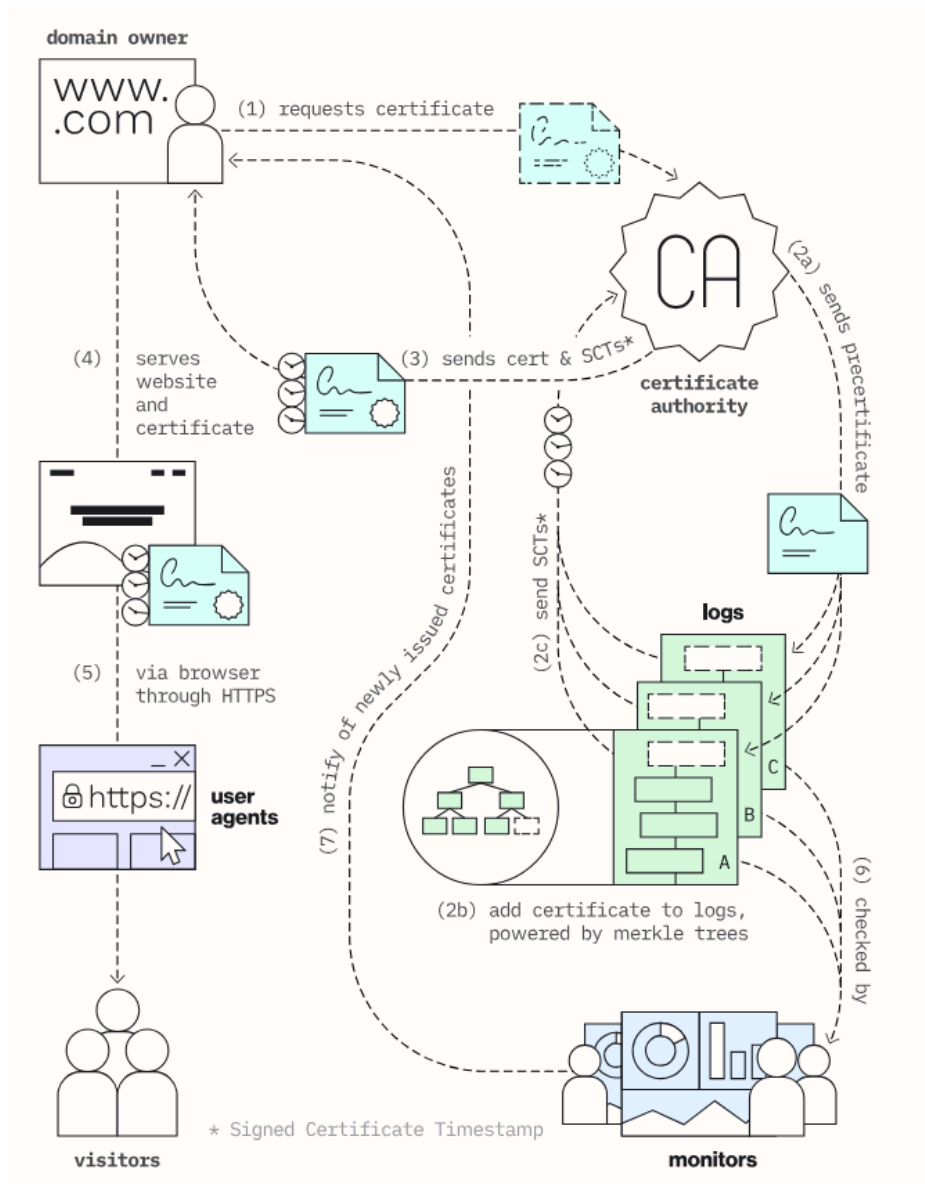 domain owner
www.
.com
(1) requests certificate
CA
certificate
authority
(2a) sends precertificate
(3) sends cert & SCTs*
(4) serves
website
and
certificate
(2c) send SCTs*
logs
C
B
A
(2b) add certificate to logs,
powered by merkle trees
(5) via browser
through HTTPS
https://
user
agents
(6) checked by
(7) notify of newly issued certificates
visitors
* Signed Certificate Timestamp
monitors